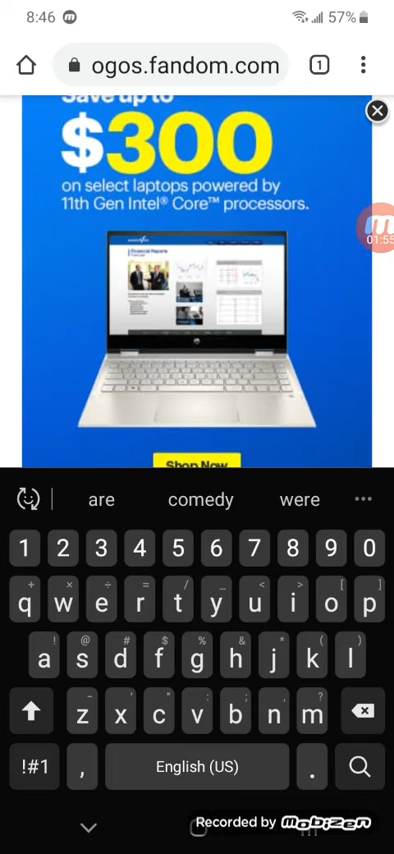 8:46
57%
ogos.fandom.com
1
Save up to
$300
on select laptops powered by
11th Gen Intel® Core™ processors.
01:55
Financial Reports
Shop Now
are comedy were
1 2 3 4 5 6 7 8 9 0
+ × ÷ = / _ < > [ ]
q w e r t y u i o p
! @ # $ % & * ( )
a s d f g h j k l
- ' " : ; , ?
z x c v b n m
!#1 , English (US) .
Recorded by mobizen